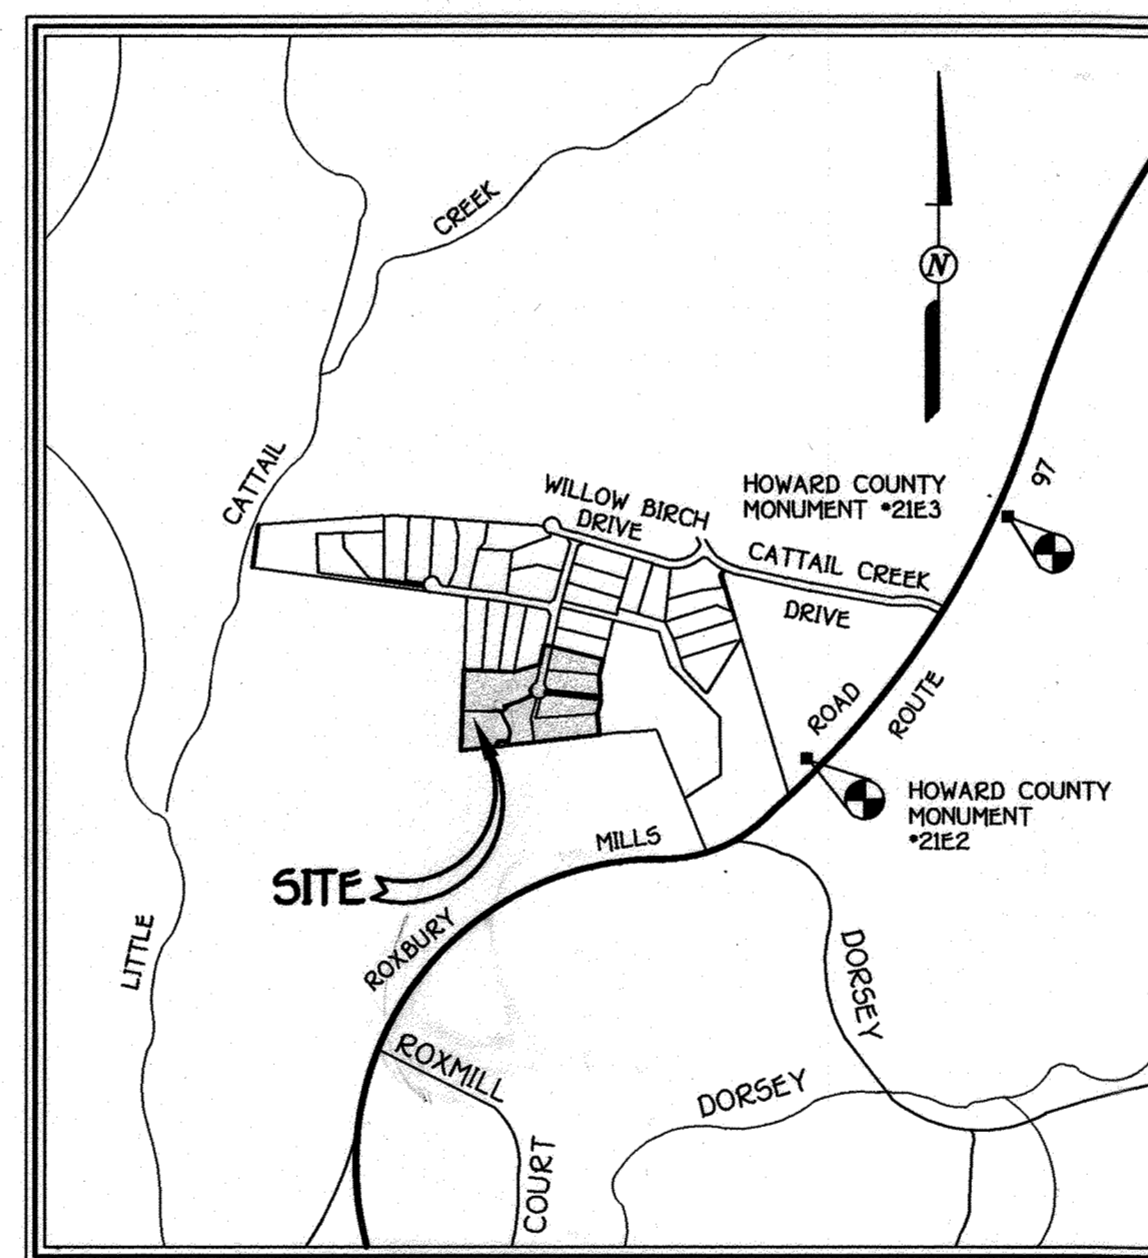 CREEK
N
CATTAIL
WILLOW BIRCH
DRIVE
HOWARD COUNTY
MONUMENT •21E3
97
CATTAIL CREEK
DRIVE
ROAD
ROUTE
HOWARD COUNTY
MONUMENT
•21E2
MILLS
SITE
ROXBURY
LITTLE
DORSEY
ROXMILL
DORSEY
COURT